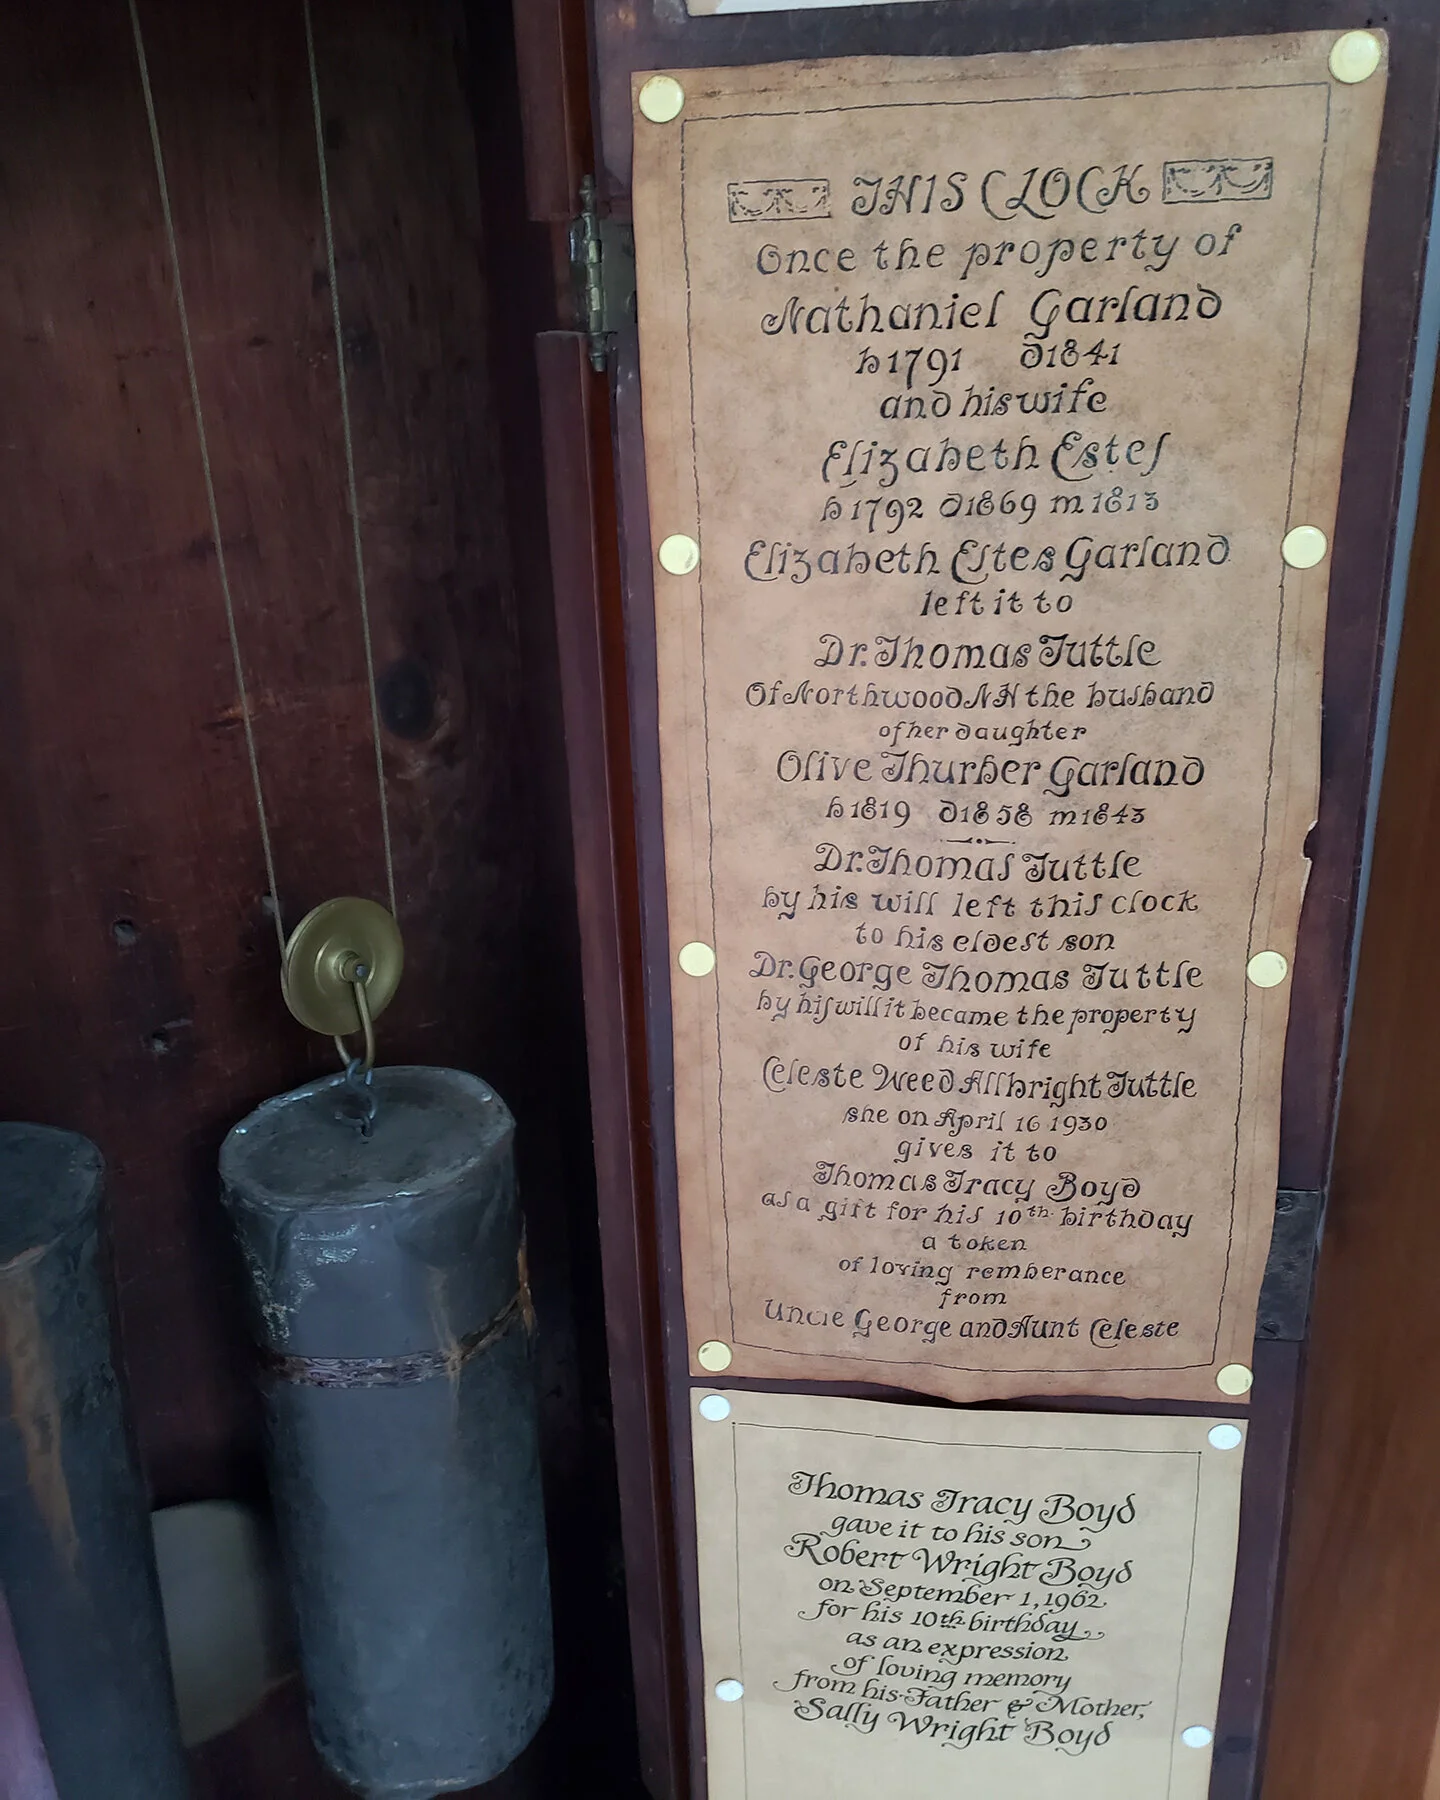 THIS CLOCK
Once the property of
Nathaniel Garland
b1791 d1841
and his wife
Elizabeth Estes
b1792 d1869 m1813
Elizabeth Estes Garland
left it to
Dr. Thomas Tuttle
Of Northwood NH the husband
of her daughter
Olive Thurber Garland
b1819 d1858 m1843
Dr. Thomas Tuttle
by his will left this clock
to his eldest son
Dr. George Thomas Tuttle
by his will it became the property
of his wife
Celeste Weed Allbright Tuttle
she on April 16 1930
gives it to
Thomas Tracy Boyd
as a gift for his 10th birthday
a token
of loving remberance
from
Uncle George and Aunt Celeste
Thomas Tracy Boyd
gave it to his son
Robert Wright Boyd
on September 1, 1962
for his 10th birthday
as an expression
of loving memory
from his Father & Mother,
Sally Wright Boyd